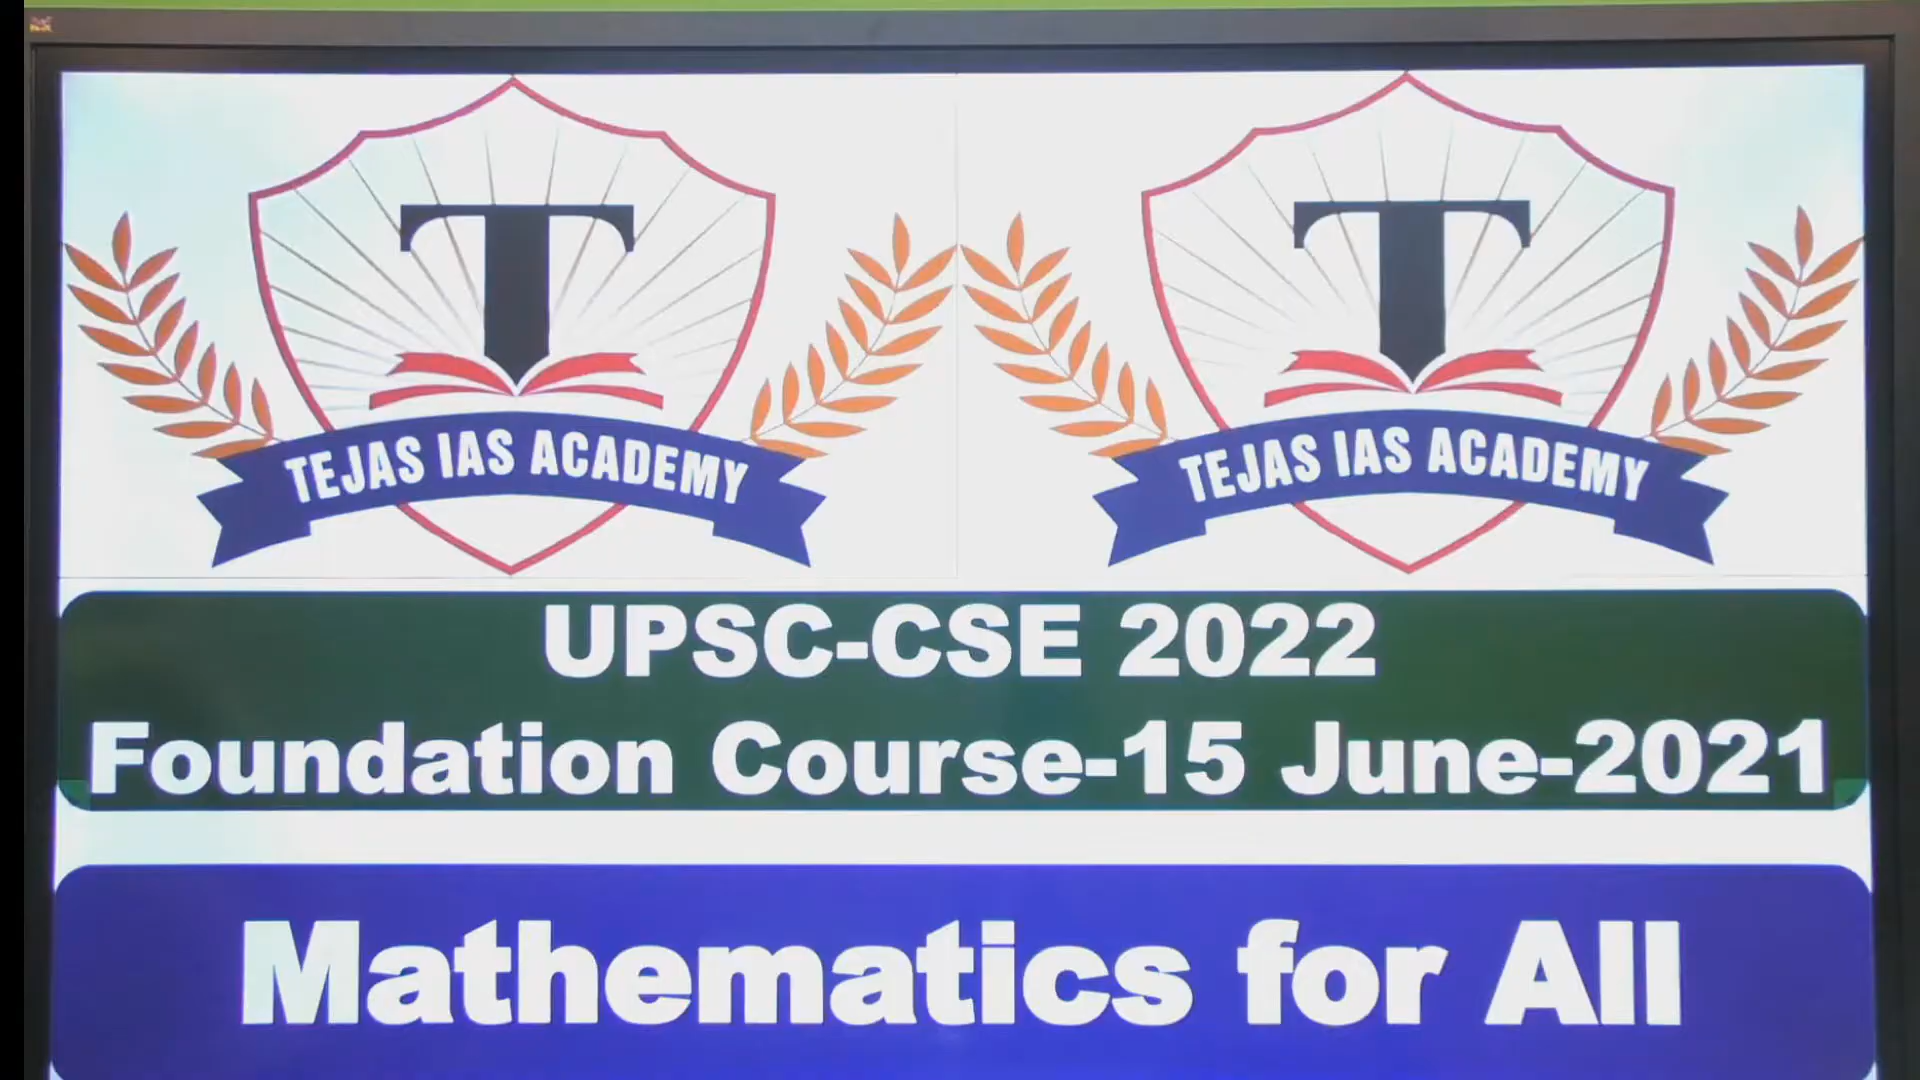 T
T
TEJAS IAS ACADEMY
TEJAS IAS ACADEMY
UPSC-CSE 2022
Foundation Course-15 June-2021
Mathematics for All